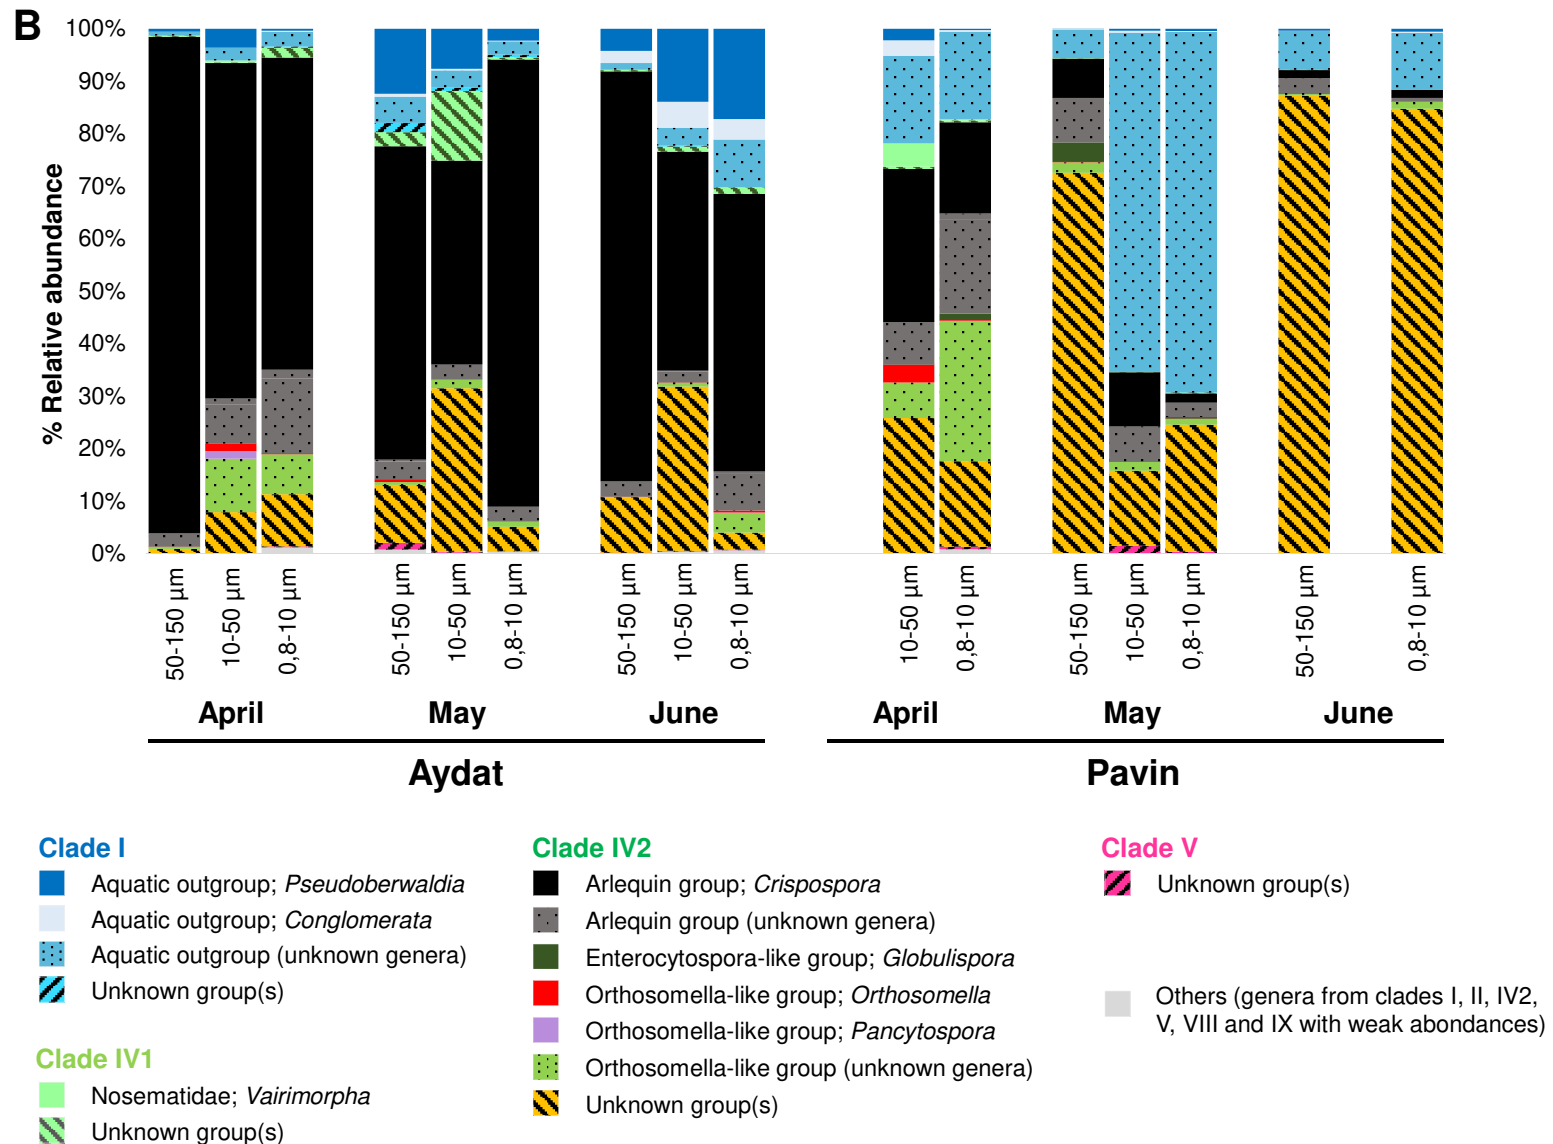 B
% Relative abundance
100%
90%
80%
70%
60%
50%
40%
30%
20%
10%
0%
50-150 µm
10-50 µm
0,8-10 µm
50-150 µm
10-50 µm
0,8-10 µm
50-150 µm
10-50 µm
0,8-10 µm
10-50 µm
0,8-10 µm
50-150 µm
10-50 µm
0,8-10 µm
50-150 µm
0,8-10 µm
April
May
June
April
May
June
Aydat
Pavin
Clade I
Aquatic outgroup; Pseudoberwaldia
Aquatic outgroup; Conglomerata
Aquatic outgroup (unknown genera)
Unknown group(s)
Clade IV1
Nosematidae; Vairimorpha
Unknown group(s)
Clade IV2
Arlequin group; Crispospora
Arlequin group (unknown genera)
Enterocytospora-like group; Globulispora
Orthosomella-like group; Orthosomella
Orthosomella-like group; Pancytospora
Orthosomella-like group (unknown genera)
Unknown group(s)
Clade V
Unknown group(s)
Others (genera from clades I, II, IV2,
V, VIII and IX with weak abondances)